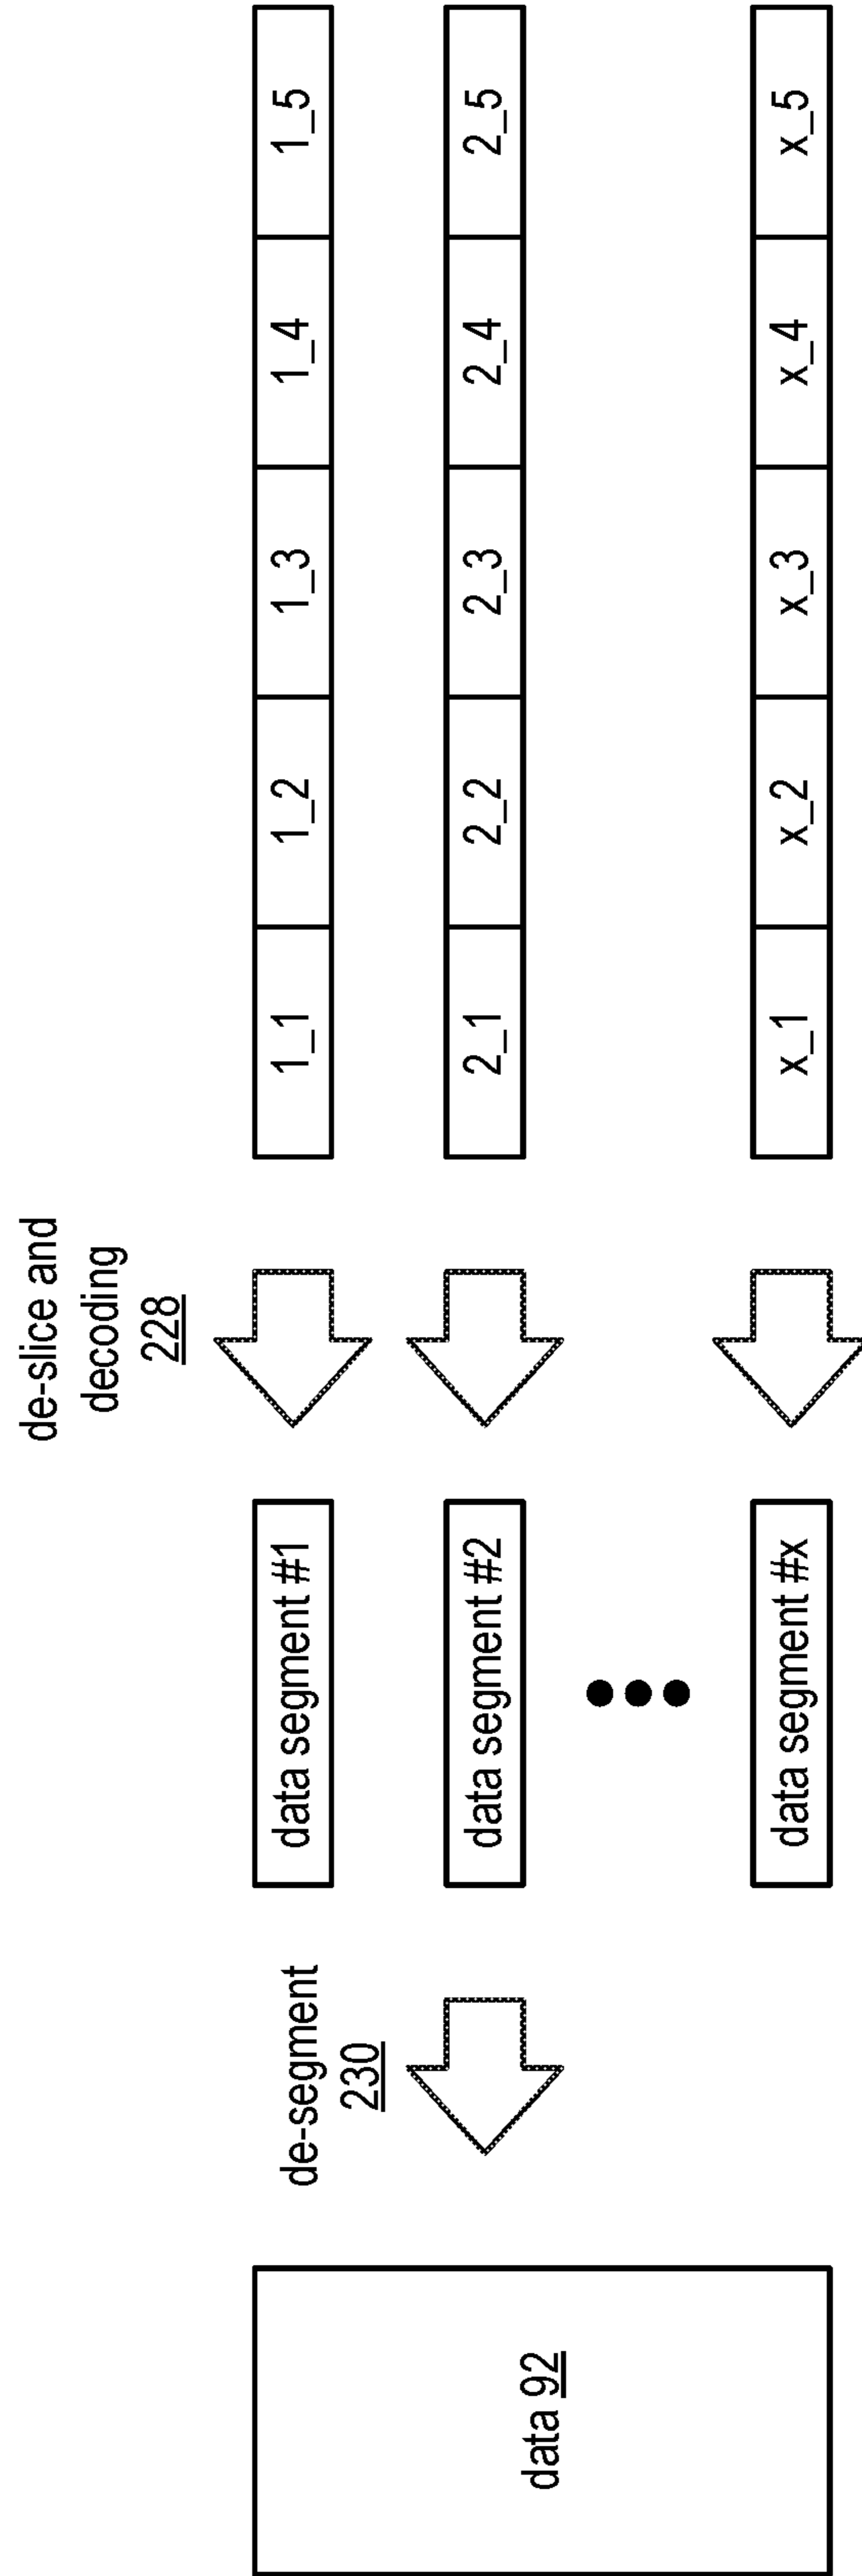 de-slice and
decoding
228
de-segment
230
data 92
data segment #1
1_1
1_2
1_3
1_4
1_5
data segment #2
2_1
2_2
2_3
2_4
2_5
data segment #x
x_1
x_2
x_3
x_4
x_5